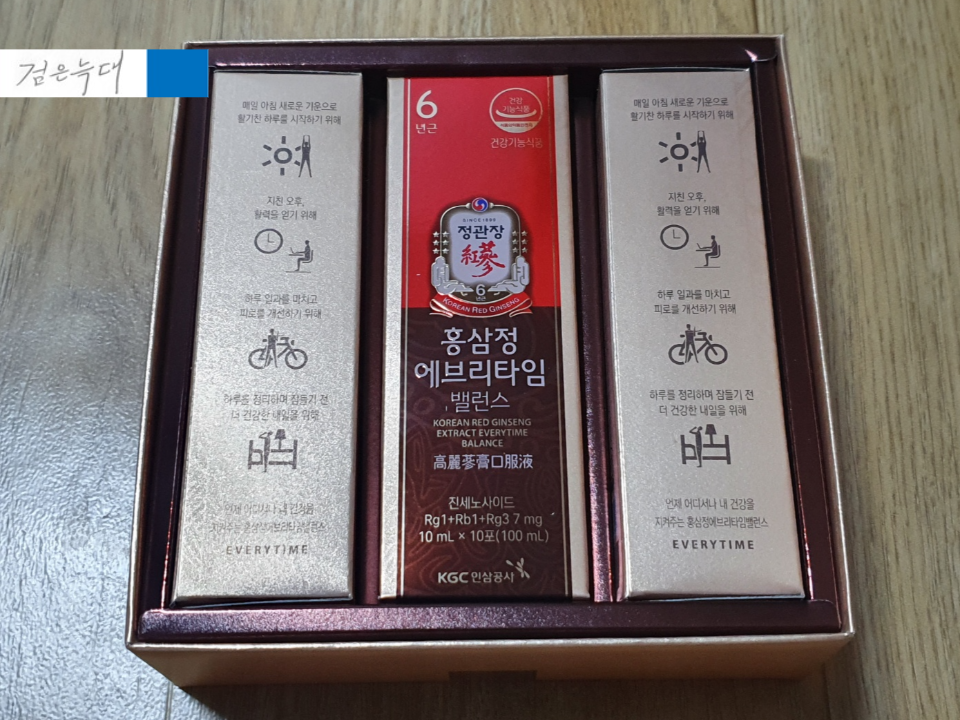 검은늑대
매일 아침 새로운 기운으로
활기찬 하루를 시작하기 위해
지친 오후,
활력을 얻기 위해
하루 일과를 마치고
피로를 개선하기 위해
하루를 정리하며 잠들기 전
더 건강한 내일을 위해
언제 어디서나 내 건강을
지켜주는 홍삼정에브리타임밸런스
EVERYTIME
6
년근
건강
기능식품
건강기능식품
SINCE 1899
정관장
紅蔘
6
KOREAN RED GINSENG
홍삼정
에브리타임
밸런스
KOREAN RED GINSENG
EXTRACT EVERYTIME
BALANCE
高麗蔘膏口服液
진세노사이드
Rg1+Rb1+Rg3 7 mg
10 mL × 10포(100 mL)
KGC 인삼공사
매일 아침 새로운 기운으로
활기찬 하루를 시작하기 위해
지친 오후,
활력을 얻기 위해
하루 일과를 마치고
피로를 개선하기 위해
하루를 정리하며 잠들기 전
더 건강한 내일을 위해
언제 어디서나 내 건강을
지켜주는 홍삼정에브리타임밸런스
EVERYTIME